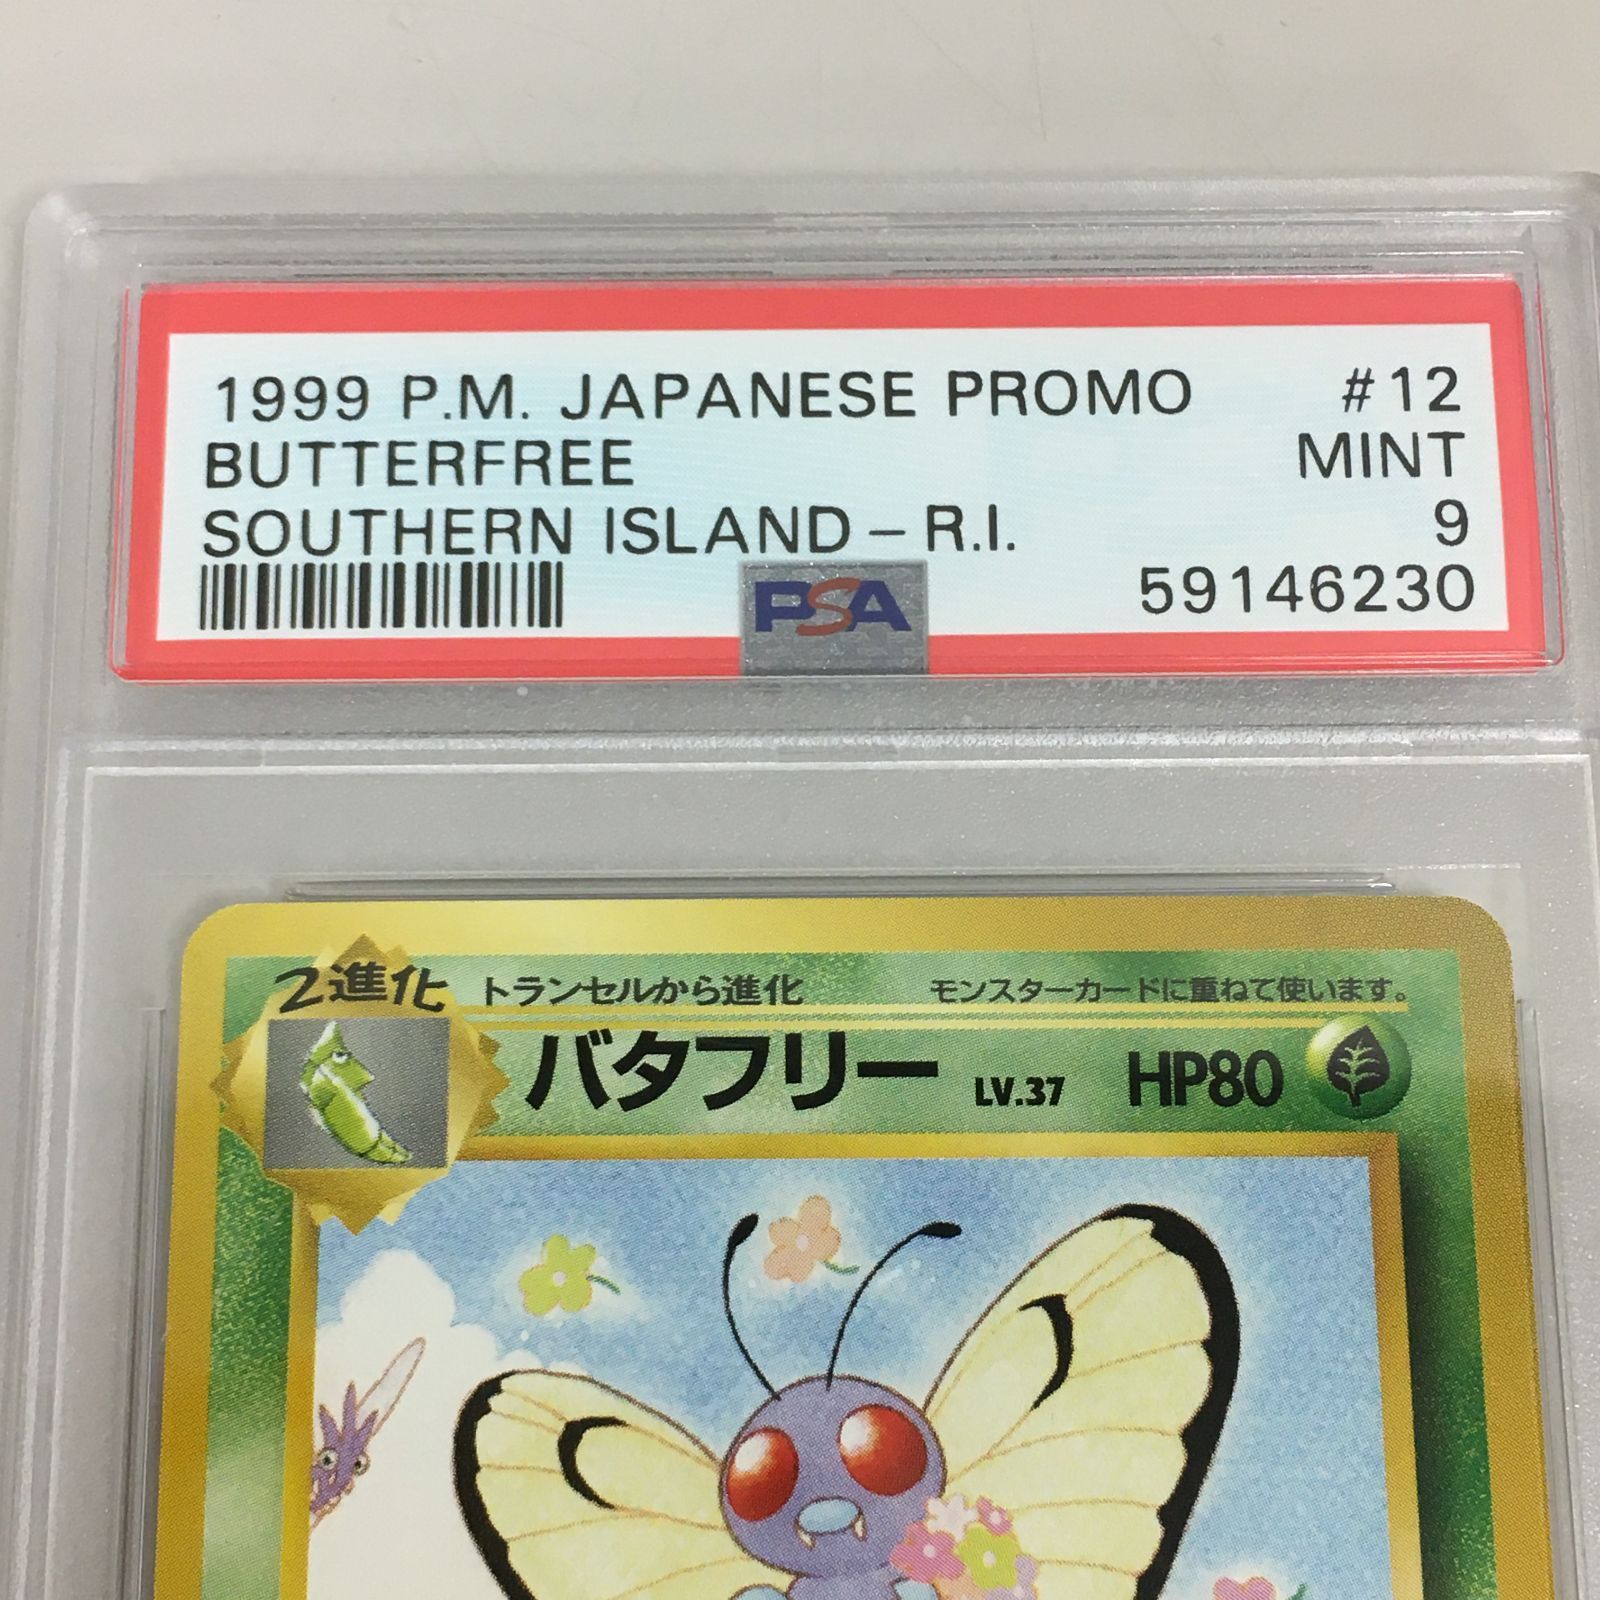 1999 P.M. JAPANESE PROMO #12
BUTTERFREE MINT
SOUTHERN ISLAND - R.I. 9
PSA 59146230
2進化 トランセルから進化 モンスターカードに重ねて使います。
バタフリー LV.37 HP80